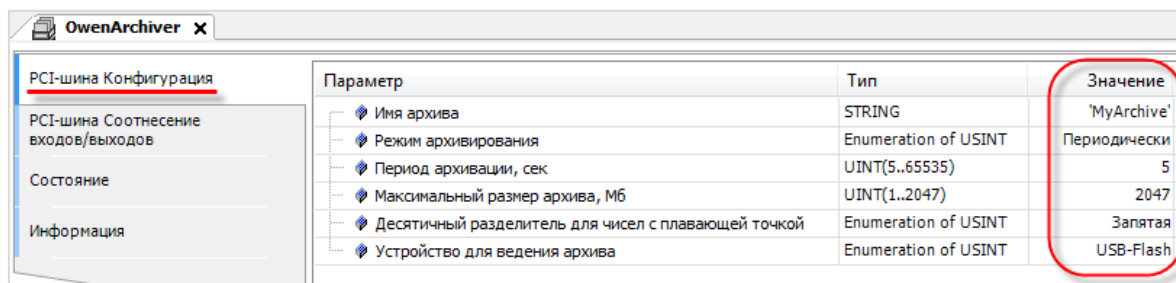 OwenArchiver x
PCI-шина Конфигурация
PCI-шина Соотнесение
входов/выходов
Состояние
Информация
Параметр Тип Значение
Имя архива STRING 'MyArchive'
Режим архивирования Enumeration of USINT Периодически
Период архивации, сек UINT(5..65535) 5
Максимальный размер архива, Мб UINT(1..2047) 2047
Десятичный разделитель для чисел с плавающей точкой Enumeration of USINT Запятая
Устройство для ведения архива Enumeration of USINT USB-Flash